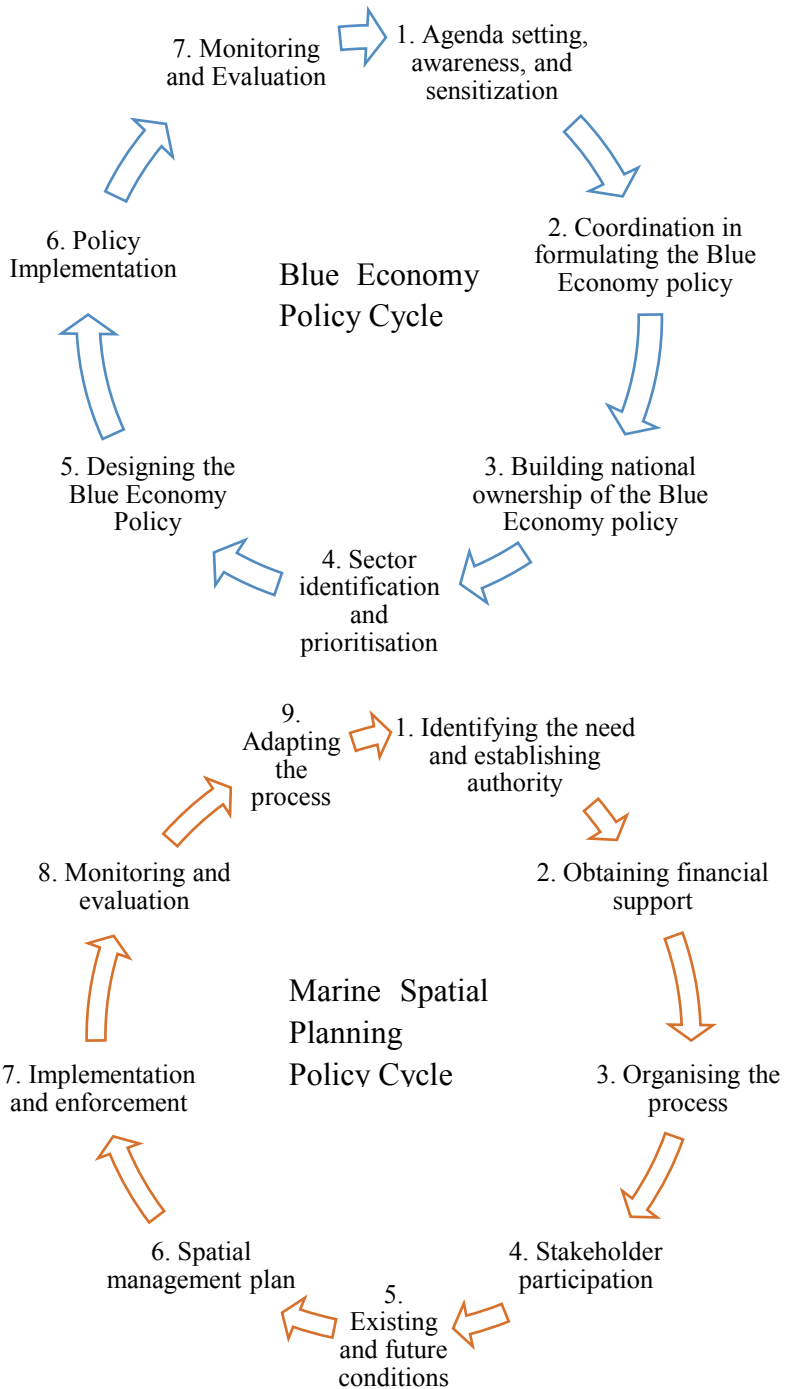 7. Monitoring
and Evaluation
1. Agenda setting,
awareness, and
sensitization
2. Coordination in
formulating the Blue
Economy policy
3. Building national
ownership of the Blue
Economy policy
4. Sector
identification
and
prioritisation
5. Designing the
Blue Economy
Policy
6. Policy
Implementation
Blue Economy
Policy Cycle
9.
Adapting
the
process
1. Identifying the need
and establishing
authority
2. Obtaining financial
support
3. Organising the
process
4. Stakeholder
participation
5.
Existing
and future
conditions
6. Spatial
management plan
7. Implementation
and enforcement
8. Monitoring and
evaluation
Marine Spatial
Planning
Policy Cycle